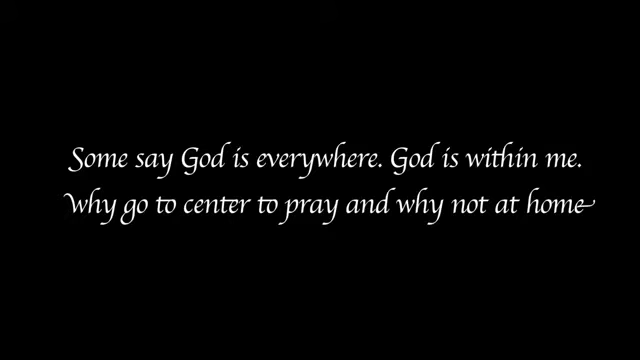 Some say God is everywhere. God is within me.
Why go to center to pray and why not at home